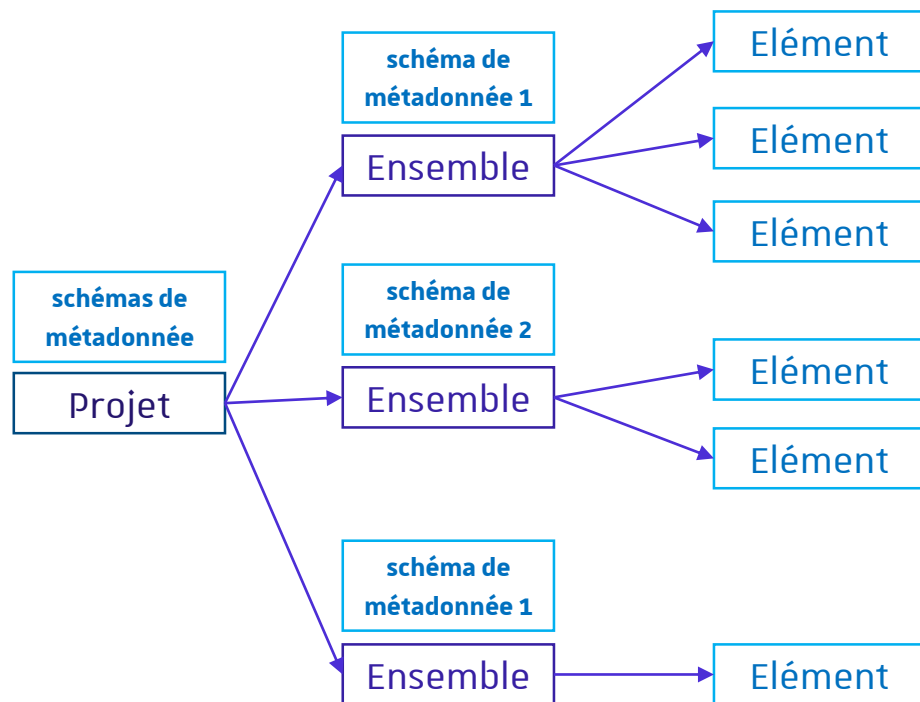 schémas de
métadonnée
Projet
schéma de
métadonnée 1
Ensemble
Elément
Elément
Elément
schéma de
métadonnée 2
Ensemble
Elément
Elément
schéma de
métadonnée 1
Ensemble
Elément